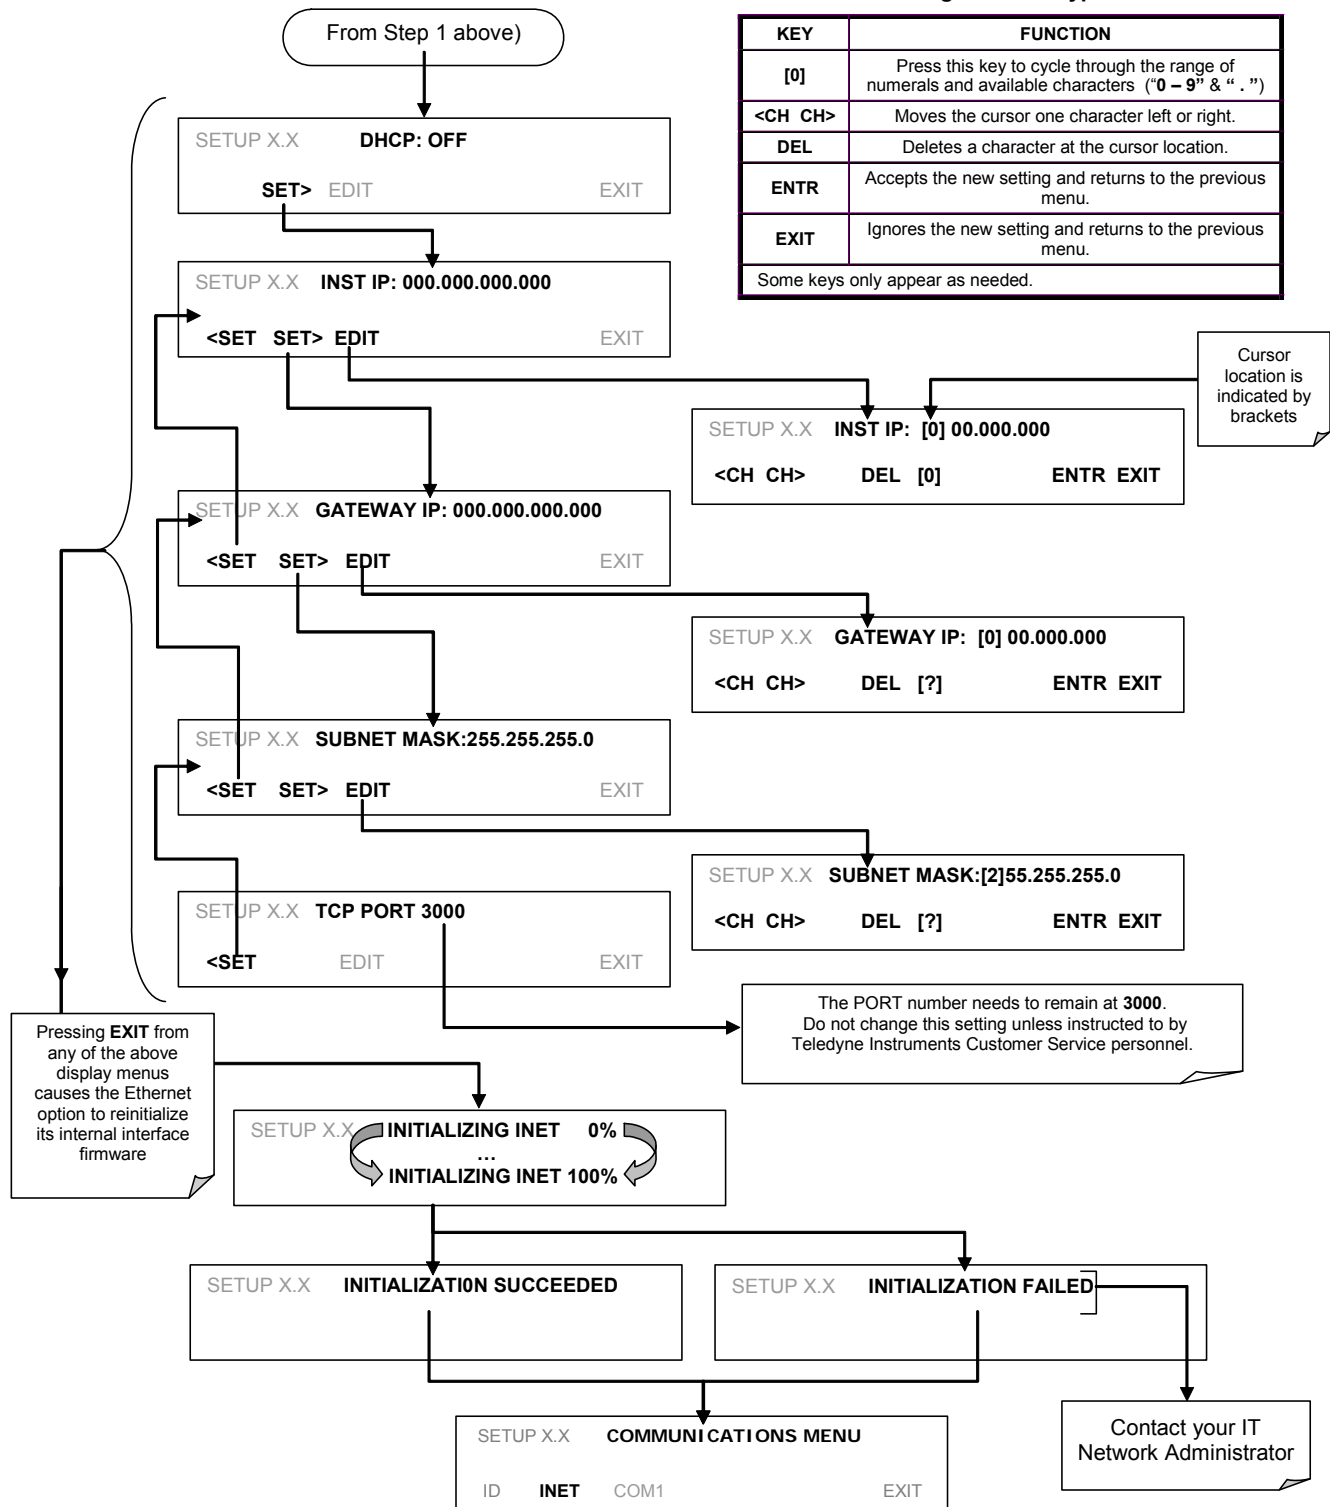 From Step 1 above)
KEY FUNCTION
[0] Press this key to cycle through the range of
numerals and available characters (“0 – 9” & “ . ”)
<CH CH> Moves the cursor one character left or right.
DEL Deletes a character at the cursor location.
ENTR Accepts the new setting and returns to the previous
menu.
EXIT Ignores the new setting and returns to the previous
menu.
Some keys only appear as needed.
SETUP X.X DHCP: OFF
SET> EDIT EXIT
SETUP X.X INST IP: 000.000.000.000
<SET SET> EDIT EXIT
Cursor
location is
indicated by
brackets
SETUP X.X INST IP: [0] 00.000.000
<CH CH> DEL [0] ENTR EXIT
SETUP X.X GATEWAY IP: 000.000.000.000
<SET SET> EDIT EXIT
SETUP X.X GATEWAY IP: [0] 00.000.000
<CH CH> DEL [?] ENTR EXIT
SETUP X.X SUBNET MASK:255.255.255.0
<SET SET> EDIT EXIT
SETUP X.X SUBNET MASK:[2]55.255.255.0
<CH CH> DEL [?] ENTR EXIT
SETUP X.X TCP PORT 3000
<SET EDIT EXIT
The PORT number needs to remain at 3000.
Do not change this setting unless instructed to by
Teledyne Instruments Customer Service personnel.
Pressing EXIT from
any of the above
display menus
causes the Ethernet
option to reinitialize
its internal interface
firmware
SETUP X.X INITIALIZING INET 0%
…
INITIALIZING INET 100%
SETUP X.X INITIALIZATI0N SUCCEEDED
SETUP X.X INITIALIZATION FAILED
Contact your IT
Network Administrator
SETUP X.X COMMUNICATIONS MENU
ID INET COM1 EXIT